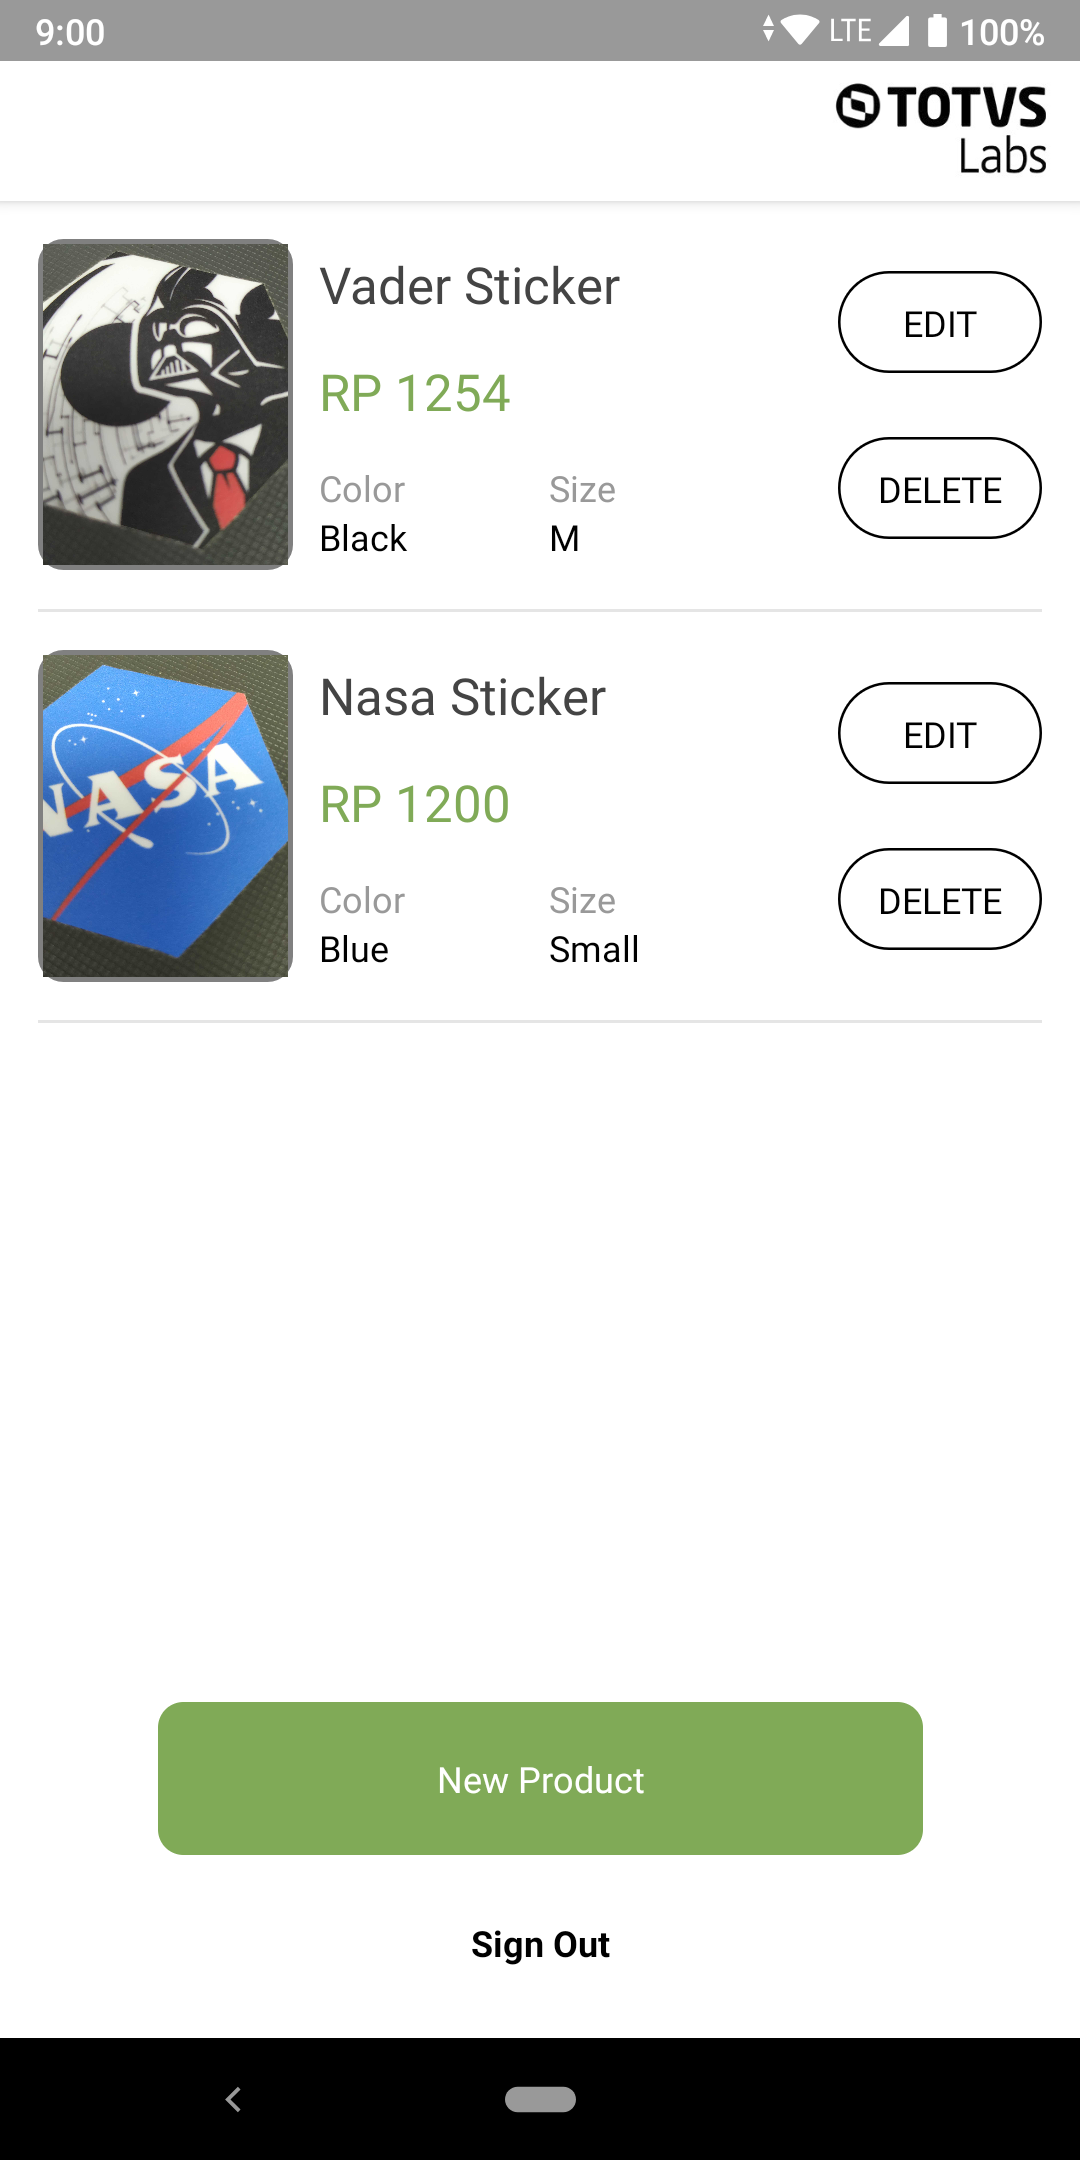 9:00 LTE 100%
TOTVS
Labs
Vader Sticker
EDIT
RP 1254
Color Size
Black M
DELETE
Nasa Sticker
EDIT
NASA
RP 1200
Color Size
Blue Small
DELETE
New Product
Sign Out